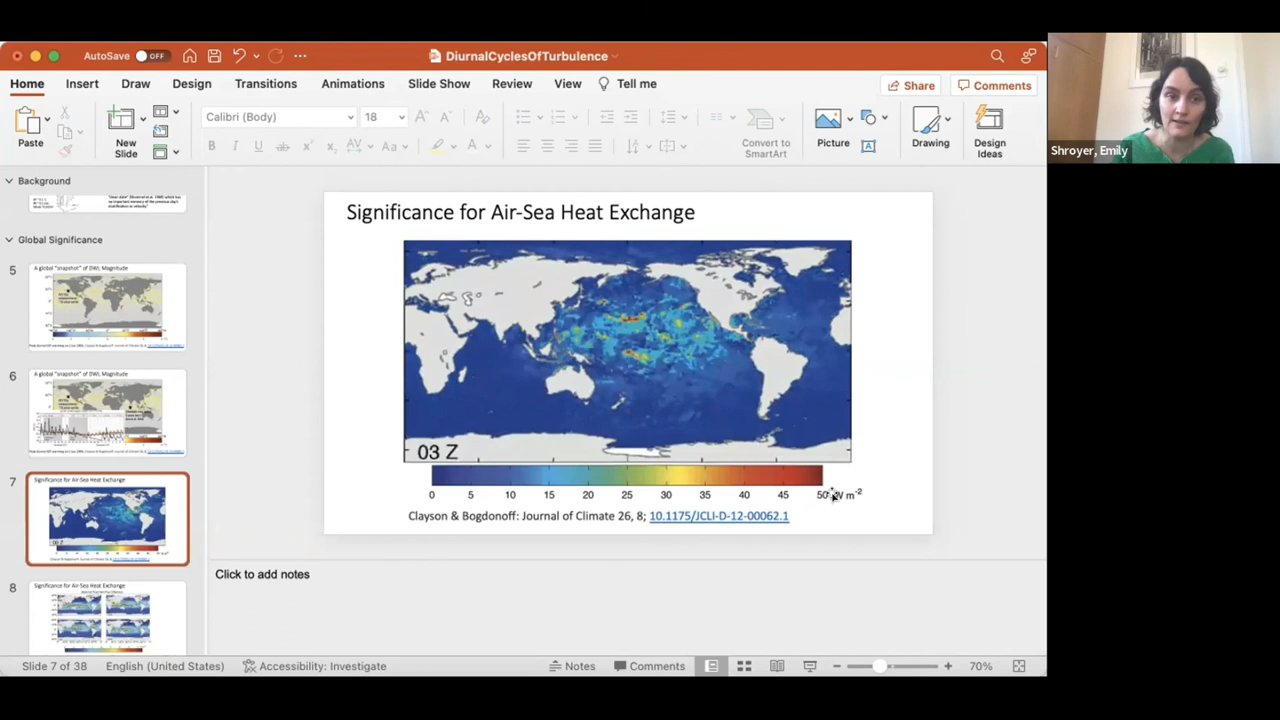 AutoSave OFF
DiurnalCyclesOfTurbulence
Home Insert Draw Design Transitions Animations Slide Show Review View Tell me
Share Comments
Paste
New Slide
Calibri (Body) 18
Convert to SmartArt
Picture
Drawing
Design Ideas
Shroyer, Emily
Background
Global Significance
5
A global "snapshot" of DWL Magnitude
6
A global "snapshot" of DWL Magnitude
7
Significance for Air-Sea Heat Exchange
8
Significance for Air-Sea Heat Exchange
Significance for Air-Sea Heat Exchange
03 Z
0 5 10 15 20 25 30 35 40 45 50 W m-2
Clayson & Bogdonoff: Journal of Climate 26, 8; 10.1175/JCLI-D-12-00062.1
Click to add notes
Slide 7 of 38 English (United States) Accessibility: Investigate Notes Comments 70%